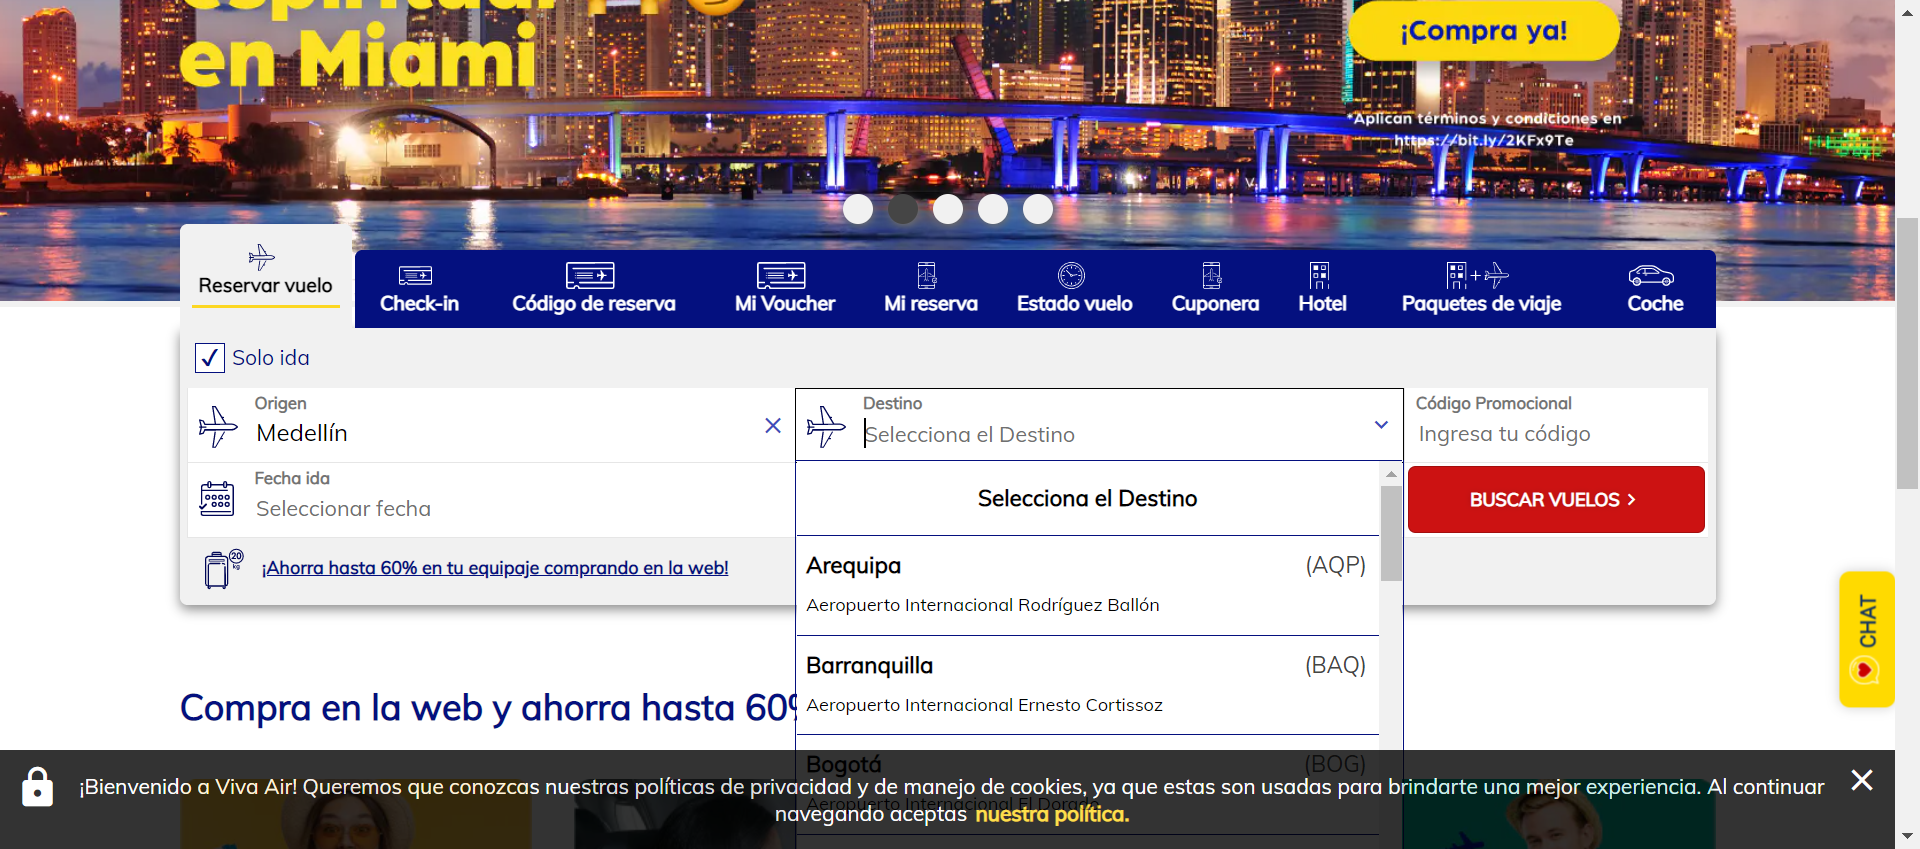 espiritual
en Miami
¡Compra ya!
*Aplican términos y condiciones en
https://bit.ly/2KFx9Te
Reservar vuelo
Check-in
Código de reserva
Mi Voucher
Mi reserva
Estado vuelo
Cuponera
Hotel
Paquetes de viaje
Coche
Solo ida
Origen
Medellín
Destino
Selecciona el Destino
Código Promocional
Ingresa tu código
Fecha ida
Seleccionar fecha
Selecciona el Destino
BUSCAR VUELOS
20
kg
¡Ahorra hasta 60% en tu equipaje comprando en la web!
Arequipa (AQP)
Aeropuerto Internacional Rodríguez Ballón
Barranquilla (BAQ)
Aeropuerto Internacional Ernesto Cortissoz
CHAT
Compra en la web y ahorra hasta 60%
Bogotá (BOG)
Aeropuerto Internacional El Dorado
¡Bienvenido a Viva Air! Queremos que conozcas nuestras políticas de privacidad y de manejo de cookies, ya que estas son usadas para brindarte una mejor experiencia. Al continuar
navegando aceptas nuestra política.